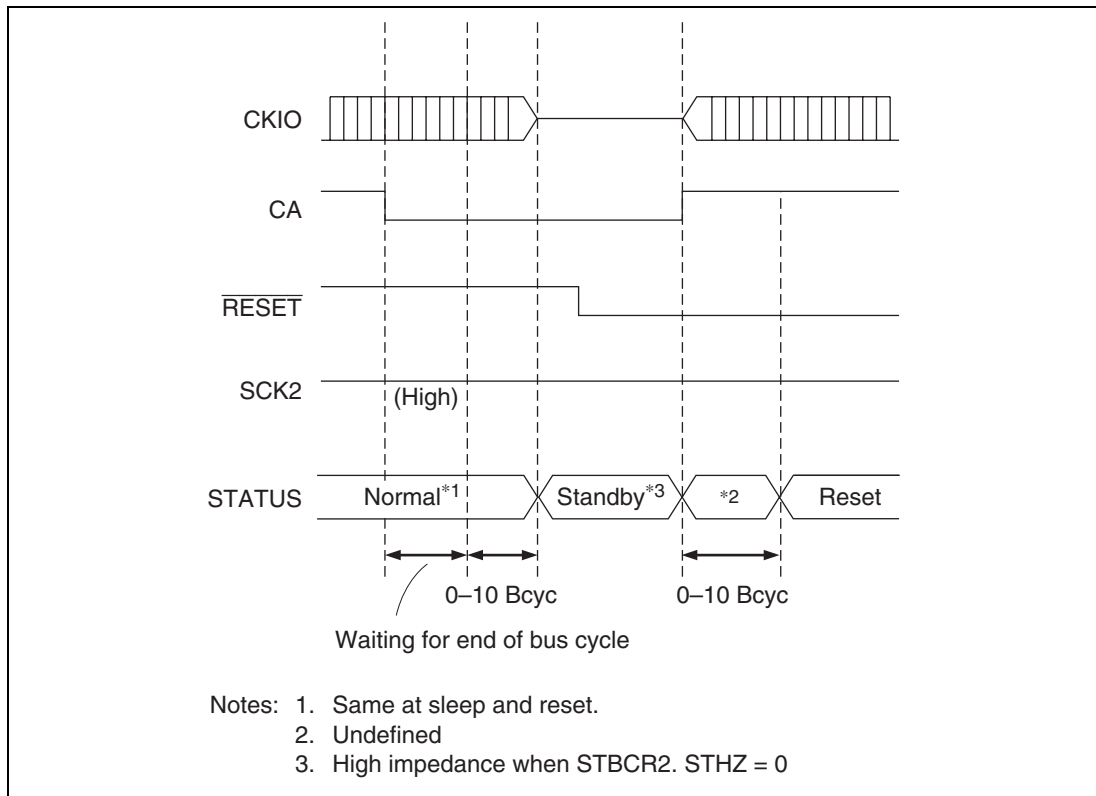 CKIO
CA
RESET
SCK2
(High)
STATUS
Normal*1
Standby*3
*2
Reset
0–10 Bcyc
0–10 Bcyc
Waiting for end of bus cycle
Notes: 1. Same at sleep and reset.
2. Undefined
3. High impedance when STBCR2. STHZ = 0